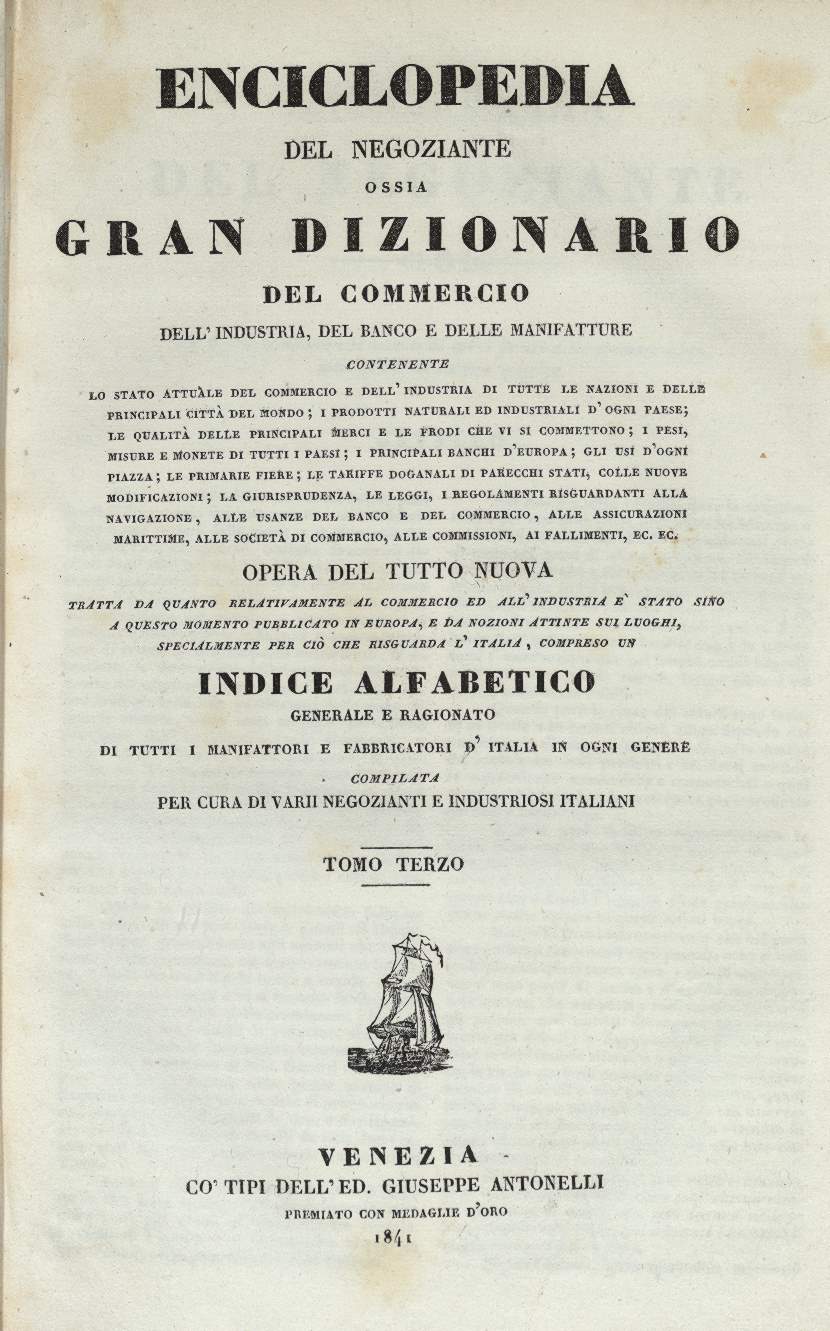 ENCICLOPEDIA
DEL NEGOZIANTE
OSSIA
GRAN DIZIONARIO
DEL COMMERCIO
DELL' INDUSTRIA, DEL BANCO E DELLE MANIFATTURE
CONTENENTE
LO STATO ATTUALE DEL COMMERCIO E DELL' INDUSTRIA DI TUTTE LE NAZIONI E DELLE
PRINCIPALI CITTÀ DEL MONDO; I PRODOTTI NATURALI ED INDUSTRIALI D' OGNI PAESE;
LE QUALITÀ DELLE PRINCIPALI MERCI E LE FRODI CHE VI SI COMMETTONO; I PESI,
MISURE E MONETE DI TUTTI I PAESI; I PRINCIPALI BANCHI D'EUROPA; GLI USI D'OGNI
PIAZZA; LE PRIMARIE FIERE; LE TARIFFE DOGANALI DI PARECCHI STATI, COLLE NUOVE
MODIFICAZIONI; LA GIURISPRUDENZA, LE LEGGI, I REGOLAMENTI RISGUARDANTI ALLA
NAVIGAZIONE, ALLE USANZE DEL BANCO E DEL COMMERCIO, ALLE ASSICURAZIONI
MARITTIME, ALLE SOCIETÀ DI COMMERCIO, ALLE COMMISSIONI, AI FALLIMENTI, EC. EC.
OPERA DEL TUTTO NUOVA
TRATTA DA QUANTO RELATIVAMENTE AL COMMERCIO ED ALL' INDUSTRIA E` STATO SINO
A QUESTO MOMENTO PUBBLICATO IN EUROPA, E DA NOZIONI ATTINTE SUI LUOGHI,
SPECIALMENTE PER CIÒ CHE RISGUARDA L' ITALIA, COMPRESO UN
INDICE ALFABETICO
GENERALE E RAGIONATO
DI TUTTI I MANIFATTORI E FABBRICATORI D' ITALIA IN OGNI GENERE
COMPILATA
PER CURA DI VARII NEGOZIANTI E INDUSTRIOSI ITALIANI
TOMO TERZO
VENEZIA
CO' TIPI DELL' ED. GIUSEPPE ANTONELLI
PREMIATO CON MEDAGLIE D'ORO
1841